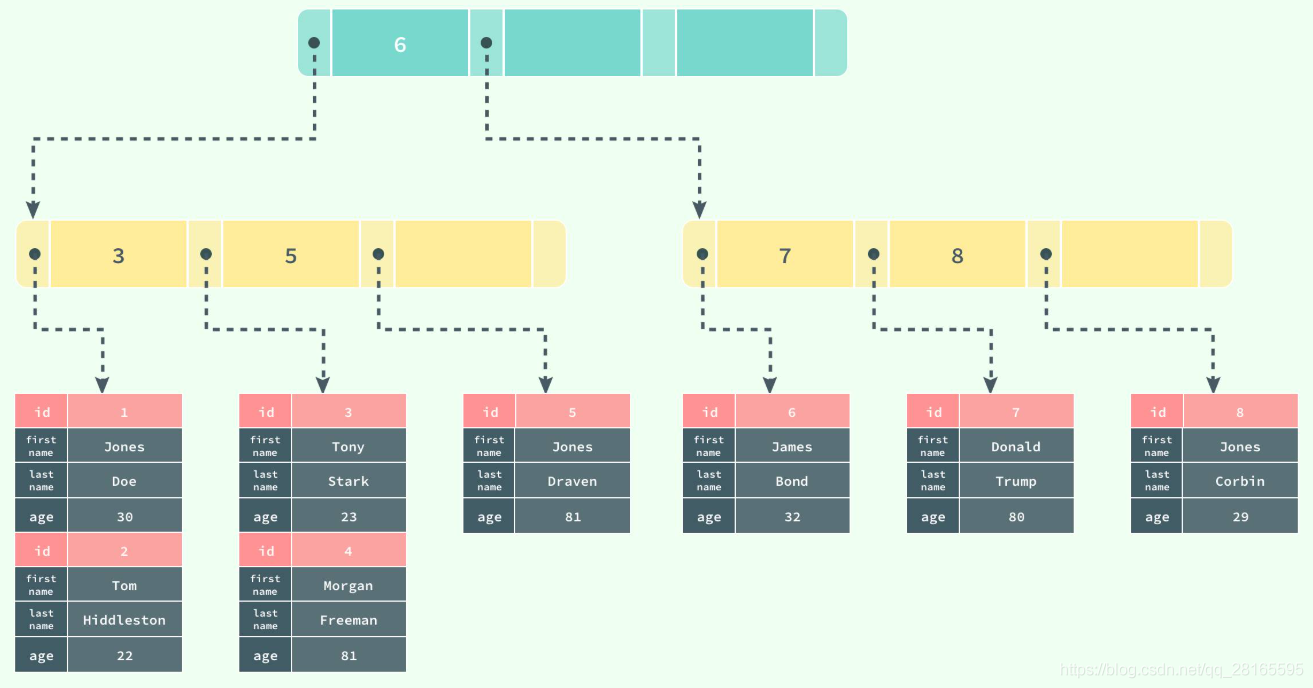 6
3 5
7 8
id 1
first name Jones
last name Doe
age 30
id 2
first name Tom
last name Hiddleston
age 22
id 3
first name Tony
last name Stark
age 23
id 4
first name Morgan
last name Freeman
age 81
id 5
first name Jones
last name Draven
age 81
id 6
first name James
last name Bond
age 32
id 7
first name Donald
last name Trump
age 80
id 8
first name Jones
last name Corbin
age 29
https://blog.csdn.net/qq_28165595